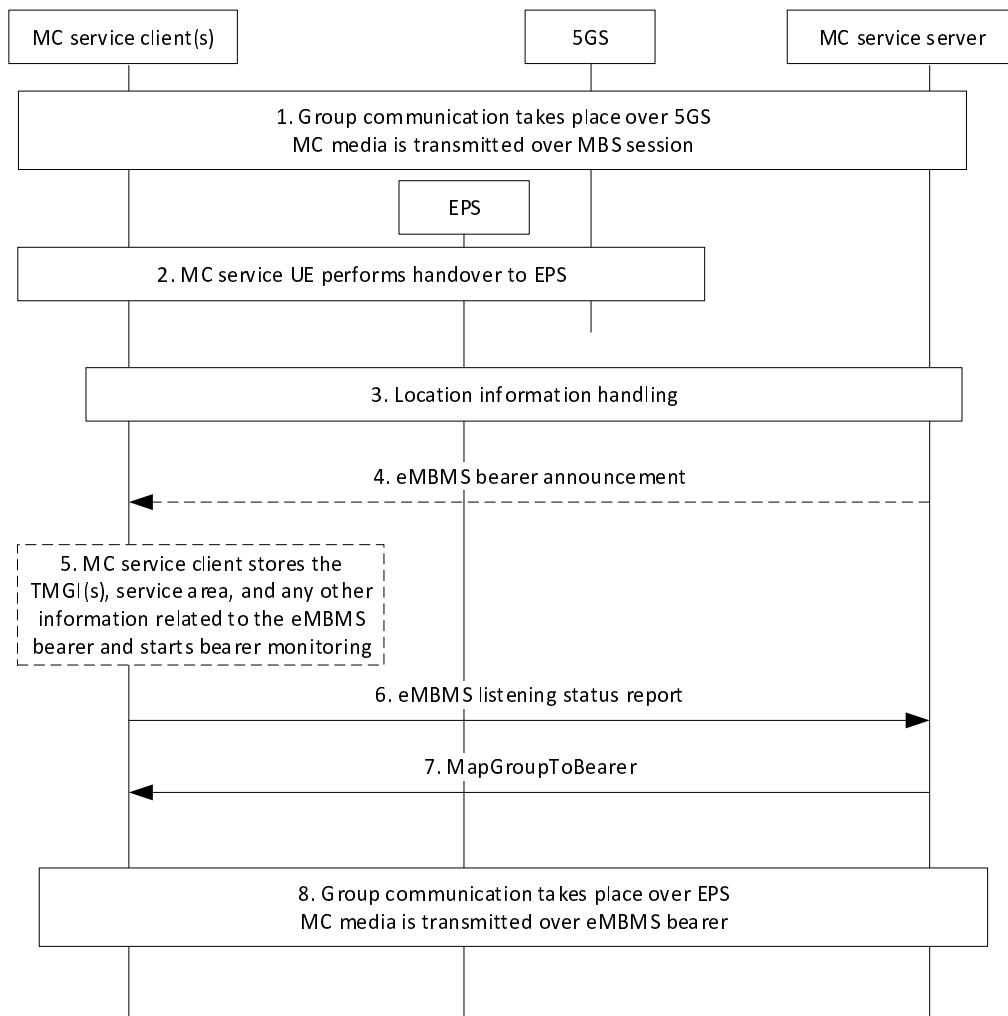 MC service client(s)
5GS
MC service server
1. Group communication takes place over 5GS
MC media is transmitted over MBS session
EPS
2. MC service UE performs handover to EPS
3. Location information handling
4. eMBMS bearer announcement
5. MC service client stores the
TMGI(s), service area, and any other
information related to the eMBMS
bearer and starts bearer monitoring
6. eMBMS listening status report
7. MapGroupToBearer
8. Group communication takes place over EPS
MC media is transmitted over eMBMS bearer